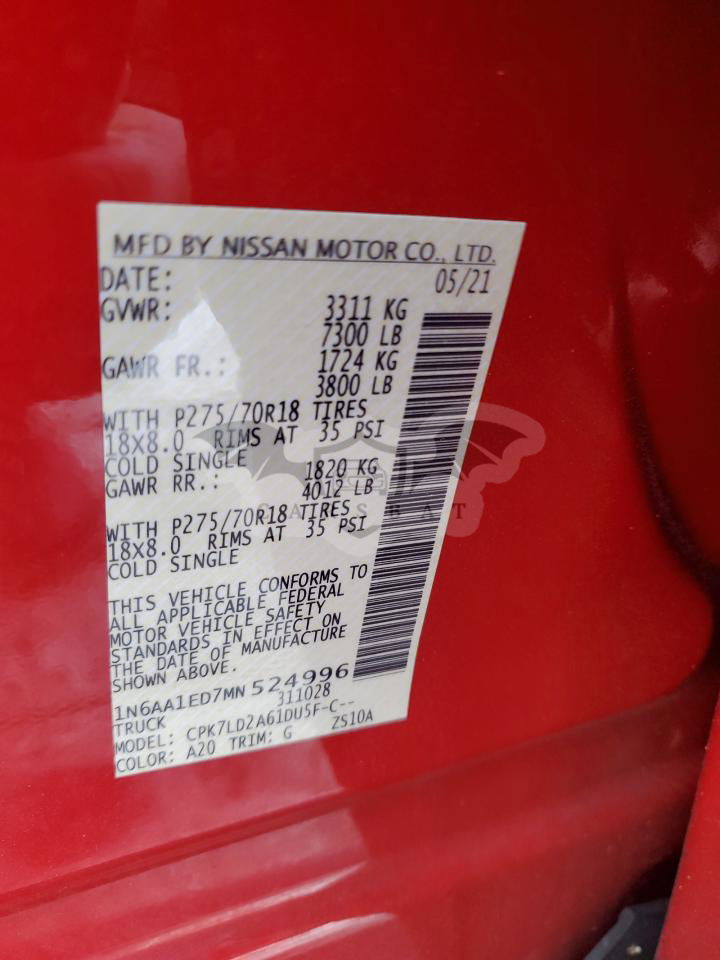 MFD BY NISSAN MOTOR CO., LTD.
DATE: 05/21
GVWR: 3311 KG
7300 LB
GAWR FR.: 1724 KG
3800 LB
WITH P275/70R18 TIRES
18X8.0 RIMS AT 35 PSI
COLD SINGLE
GAWR RR.: 1820 KG
4012 LB
WITH P275/70R18 TIRES
18X8.0 RIMS AT 35 PSI
COLD SINGLE
THIS VEHICLE CONFORMS TO
ALL APPLICABLE FEDERAL
MOTOR VEHICLE SAFETY
STANDARDS IN EFFECT ON
THE DATE OF MANUFACTURE
SHOWN ABOVE.
1N6AA1ED7MN 524996
TRUCK 311028
MODEL: CPK7LD2A61DU5F-C--
COLOR: A20 TRIM: G ZS10A